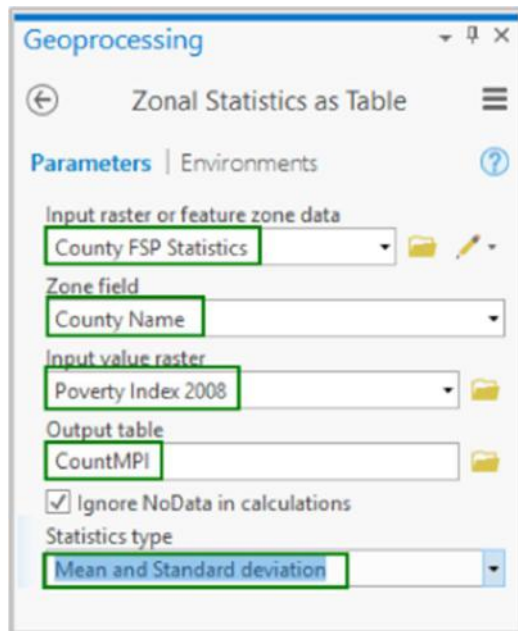 Geoprocessing
Zonal Statistics as Table
Parameters | Environments
Input raster or feature zone data
County FSP Statistics
Zone field
County Name
Input value raster
Poverty Index 2008
Output table
CountMPI
Ignore NoData in calculations
Statistics type
Mean and Standard deviation